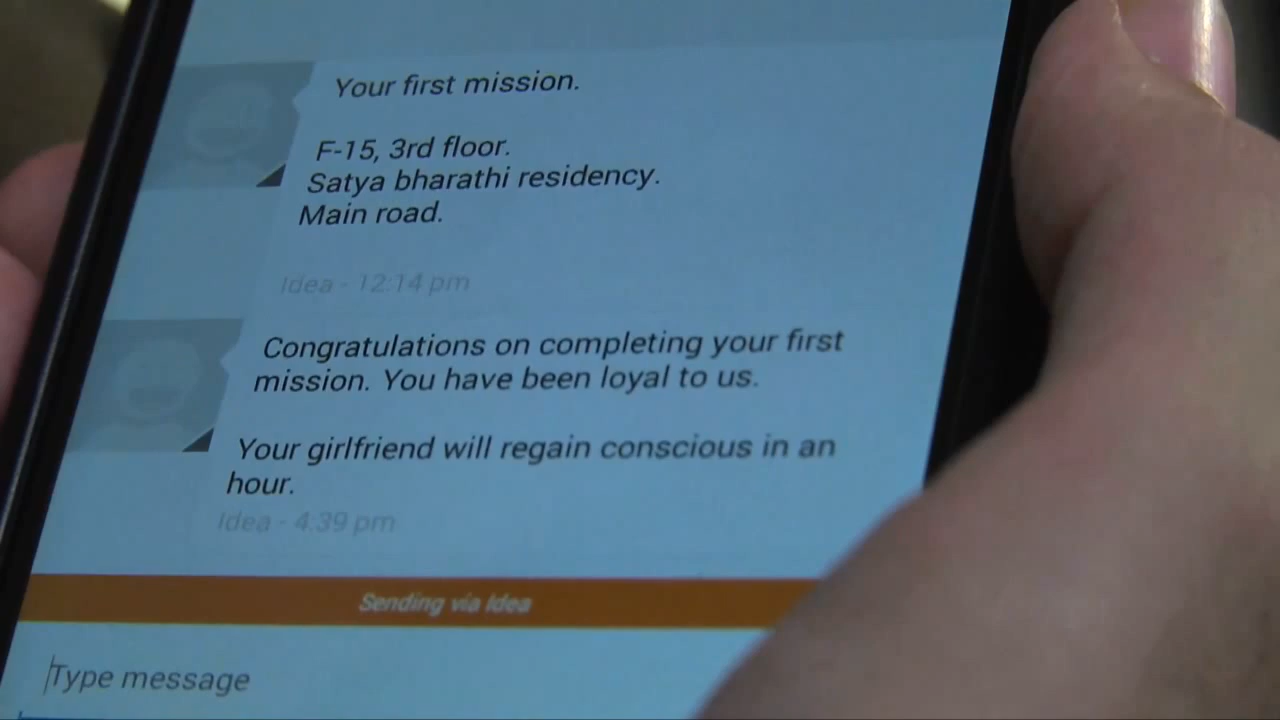 Your first mission.
F-15, 3rd floor.
Satya bharathi residency.
Main road.
Idea - 12:14 pm
Congratulations on completing your first
mission. You have been loyal to us.
Your girlfriend will regain conscious in an
hour.
Idea - 4:39 pm
Sending via Idea
Type message